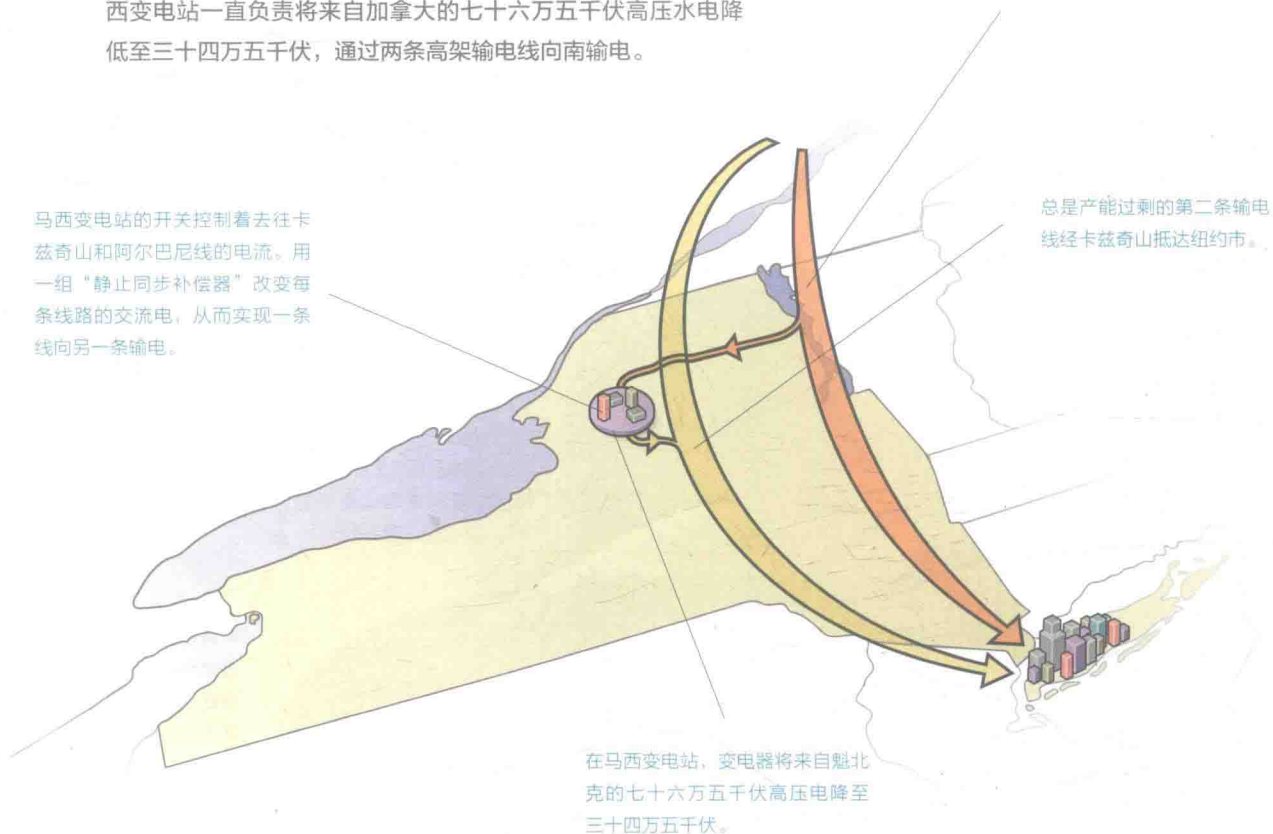 西变电站一直负责将来自加拿大的七十六万五千伏高压水电降
低至三十四万五千伏，通过两条高架输电线向南输电。
马西变电站的开关控制着去往卡
兹奇山和阿尔巴尼线的电流。用
一组“静止同步补偿器”改变每
条线路的交流电，从而实现一条
线向另一条输电。
总是产能过剩的第二条输电
线经卡兹奇山抵达纽约市。
在马西变电站，变电器将来自魁北
克的七十六万五千伏高压电降至
三十四万五千伏。